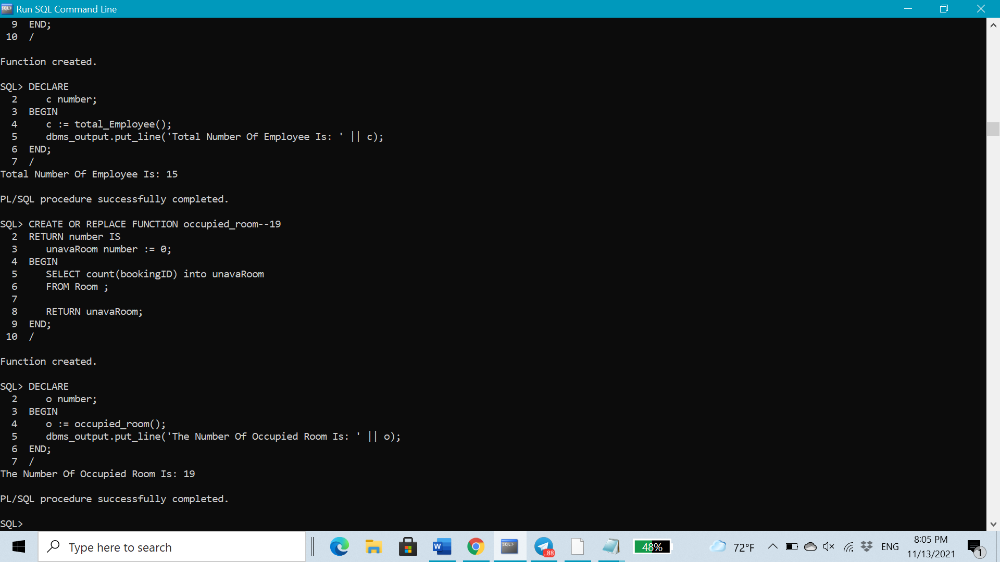 Run SQL Command Line
  9  END;
 10  /

Function created.

SQL> DECLARE
  2     c number;
  3  BEGIN
  4     c := total_Employee();
  5     dbms_output.put_line('Total Number Of Employee Is: ' || c);
  6  END;
  7  /
Total Number Of Employee Is: 15

PL/SQL procedure successfully completed.

SQL> CREATE OR REPLACE FUNCTION occupied_room--19
  2  RETURN number IS
  3     unavaRoom number := 0;
  4  BEGIN
  5     SELECT count(bookingID) into unavaRoom
  6     FROM Room ;
  7
  8     RETURN unavaRoom;
  9  END;
 10  /

Function created.

SQL> DECLARE
  2     o number;
  3  BEGIN
  4     o := occupied_room();
  5     dbms_output.put_line('The Number Of Occupied Room Is: ' || o);
  6  END;
  7  /
The Number Of Occupied Room Is: 19

PL/SQL procedure successfully completed.

SQL>
Type here to search
..88
48%
72°F
ENG
8:05 PM
11/13/2021
1